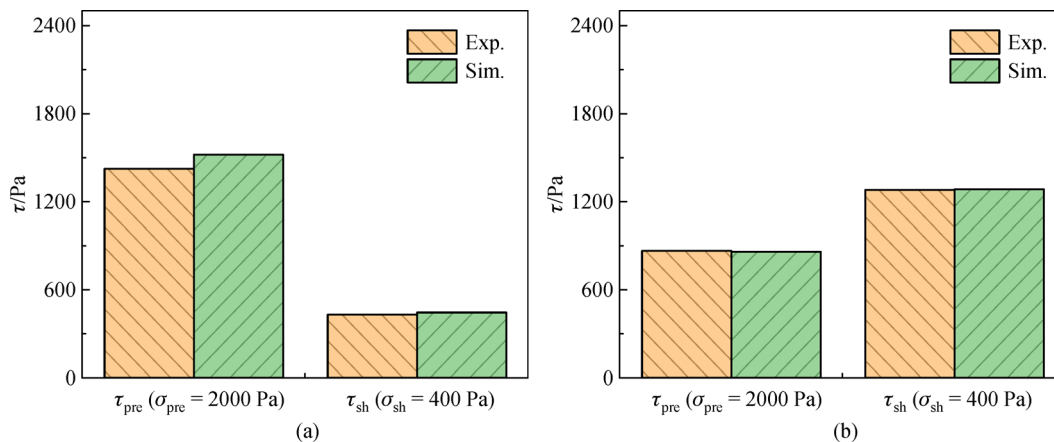 2400
1800
1200
600
0
τ/Pa
Exp.
Sim.
τpre (σpre = 2000 Pa)
τsh (σsh = 400 Pa)
(a)
2400
1800
1200
600
0
τ/Pa
Exp.
Sim.
τpre (σpre = 2000 Pa)
τsh (σsh = 400 Pa)
(b)